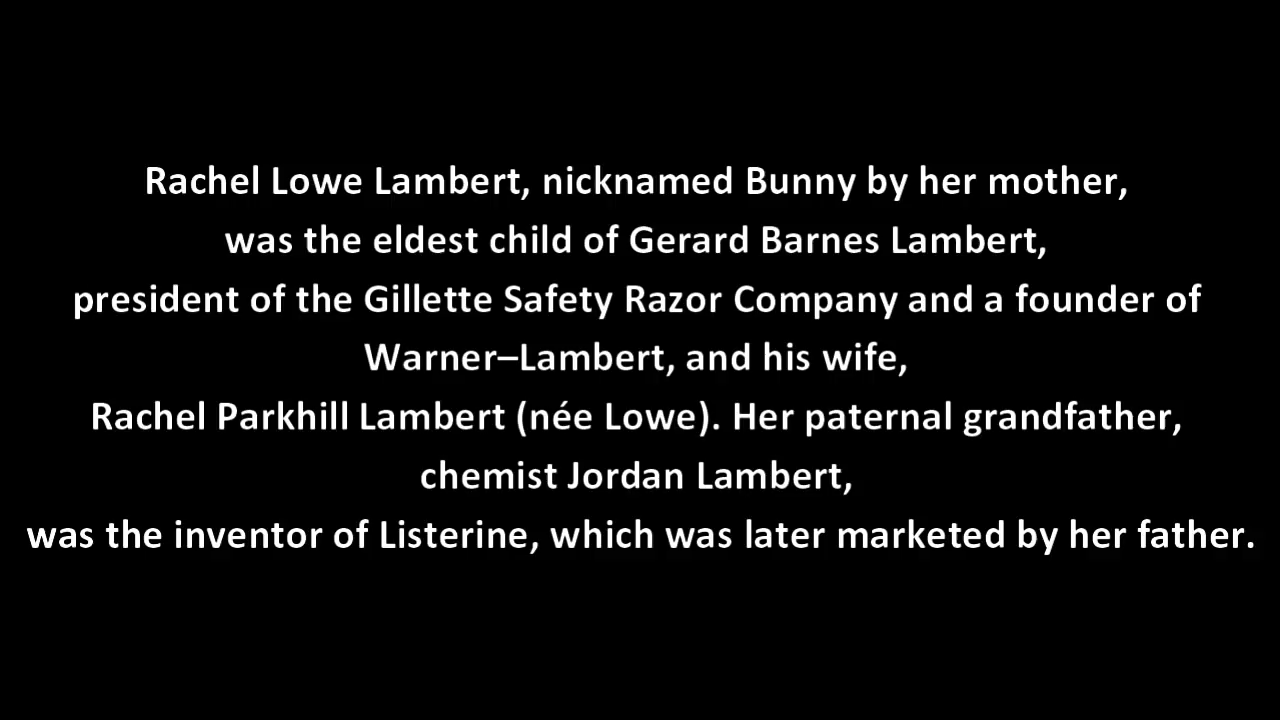 Rachel Lowe Lambert, nicknamed Bunny by her mother,
was the eldest child of Gerard Barnes Lambert,
president of the Gillette Safety Razor Company and a founder of
Warner–Lambert, and his wife,
Rachel Parkhill Lambert (née Lowe). Her paternal grandfather,
chemist Jordan Lambert,
was the inventor of Listerine, which was later marketed by her father.